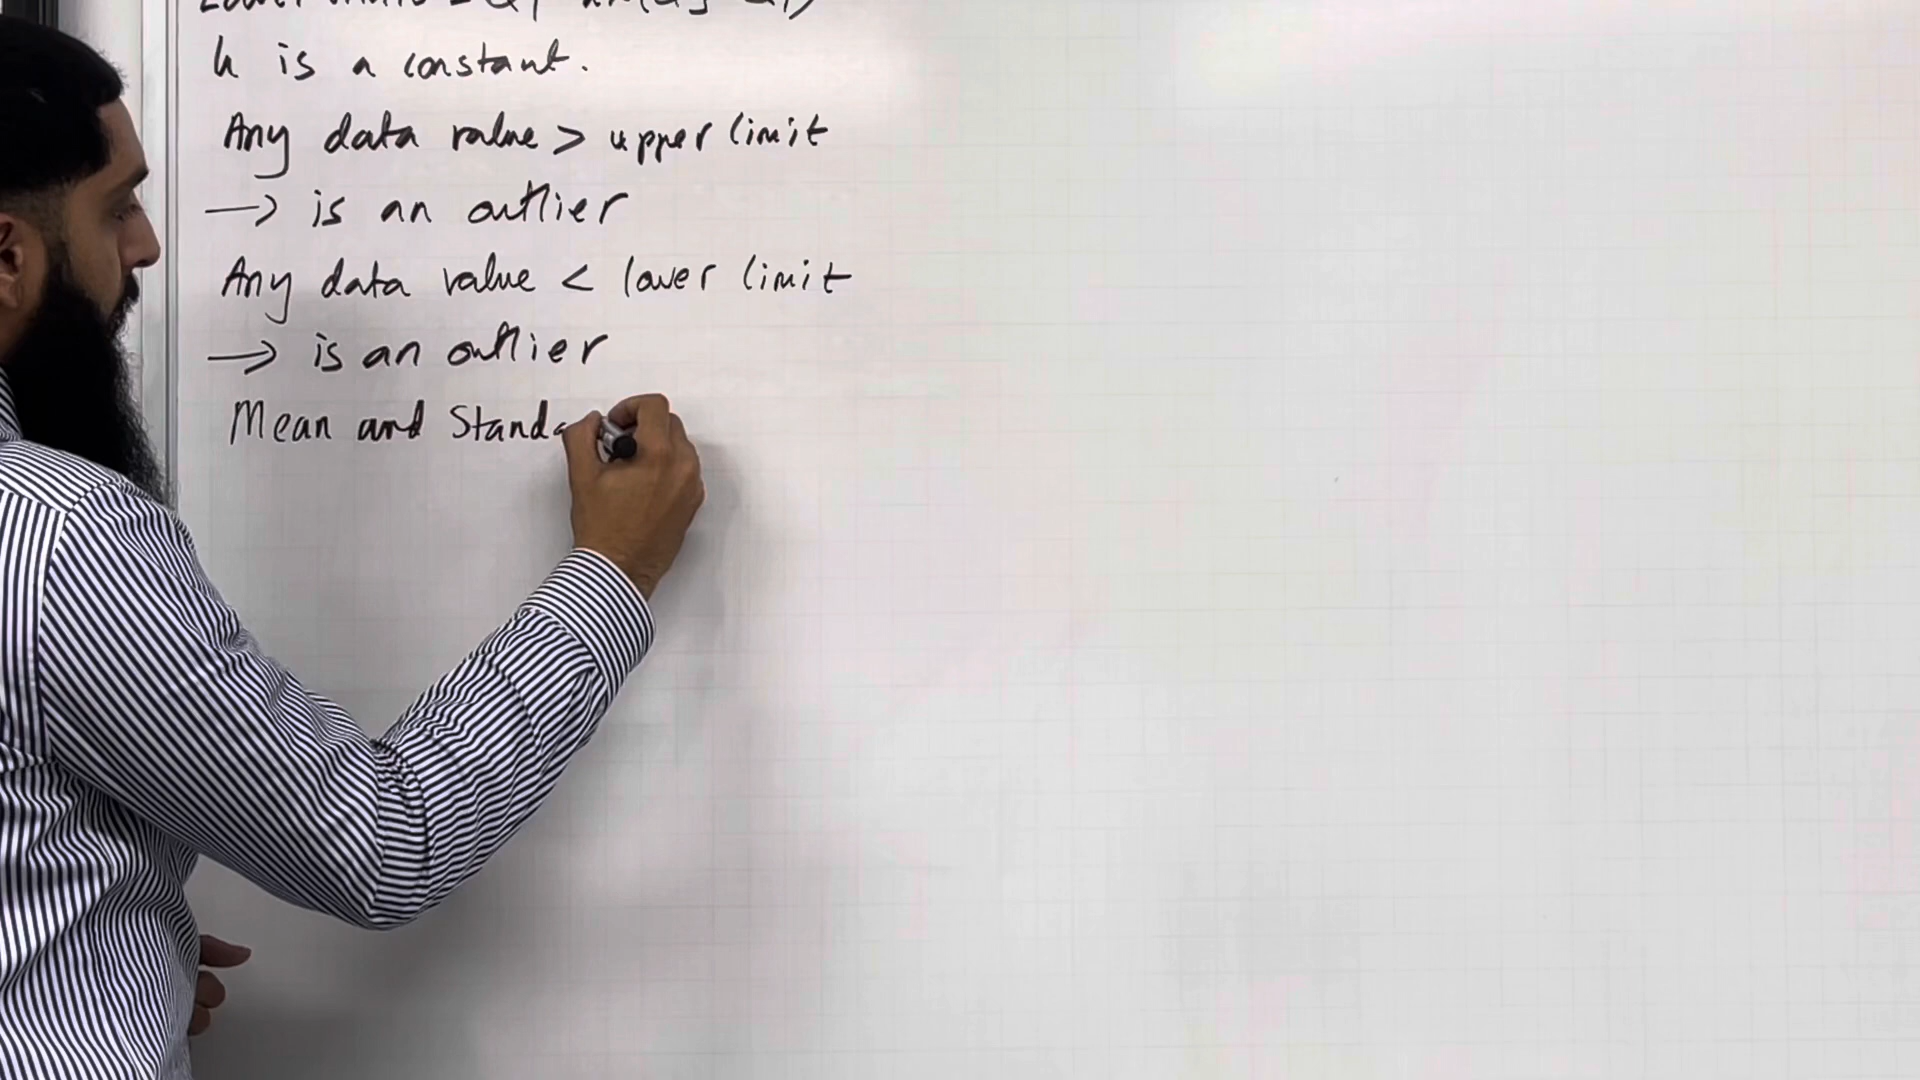 k is a constant.
Any data value > upper limit
→ is an outlier
Any data value < lower limit
→ is an outlier
Mean and Standa